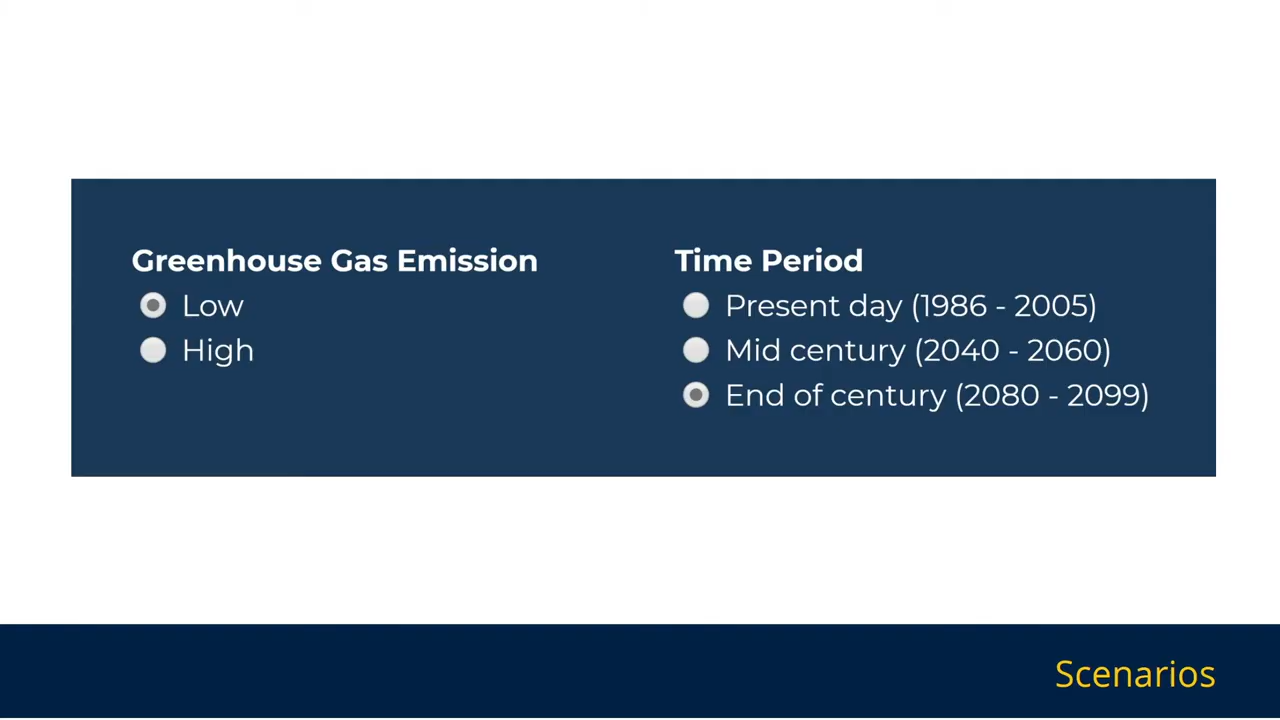 Greenhouse Gas Emission
Low
High
Time Period
Present day (1986 - 2005)
Mid century (2040 - 2060)
End of century (2080 - 2099)
Scenarios